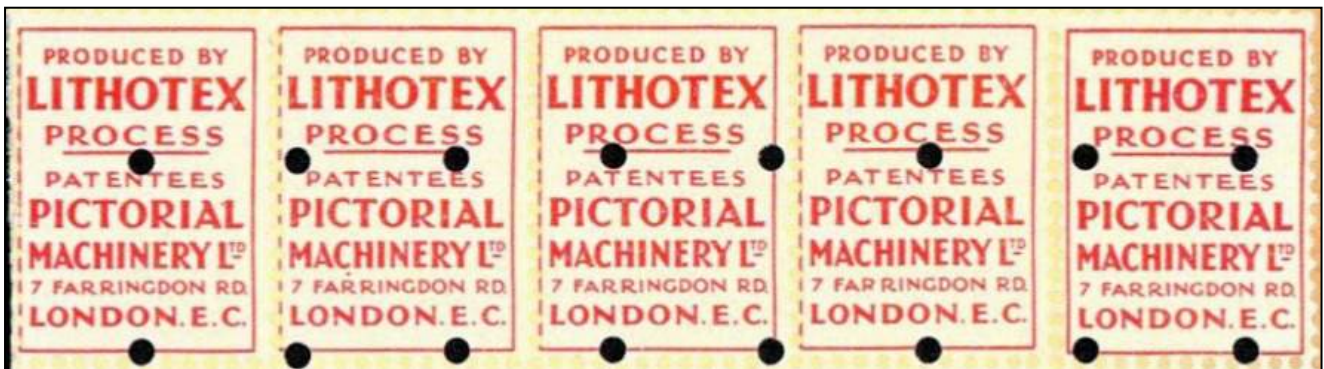 PRODUCED BY
LITHOTEX
PROCESS
PATENTEES
PICTORIAL
MACHINERY LTD
7 FARRINGDON RD.
LONDON. E. C.
PRODUCED BY
LITHOTEX
PROCESS
PATENTEES
PICTORIAL
MACHINERY LTD
7 FARRINGDON RD.
LONDON. E. C.
PRODUCED BY
LITHOTEX
PROCESS
PATENTEES
PICTORIAL
MACHINERY LTD
7 FARRINGDON RD.
LONDON. E. C.
PRODUCED BY
LITHOTEX
PROCESS
PATENTEES
PICTORIAL
MACHINERY LTD
7 FARRINGDON RD.
LONDON. E. C.
PRODUCED BY
LITHOTEX
PROCESS
PATENTEES
PICTORIAL
MACHINERY LTD
7 FARRINGDON RD.
LONDON. E. C.